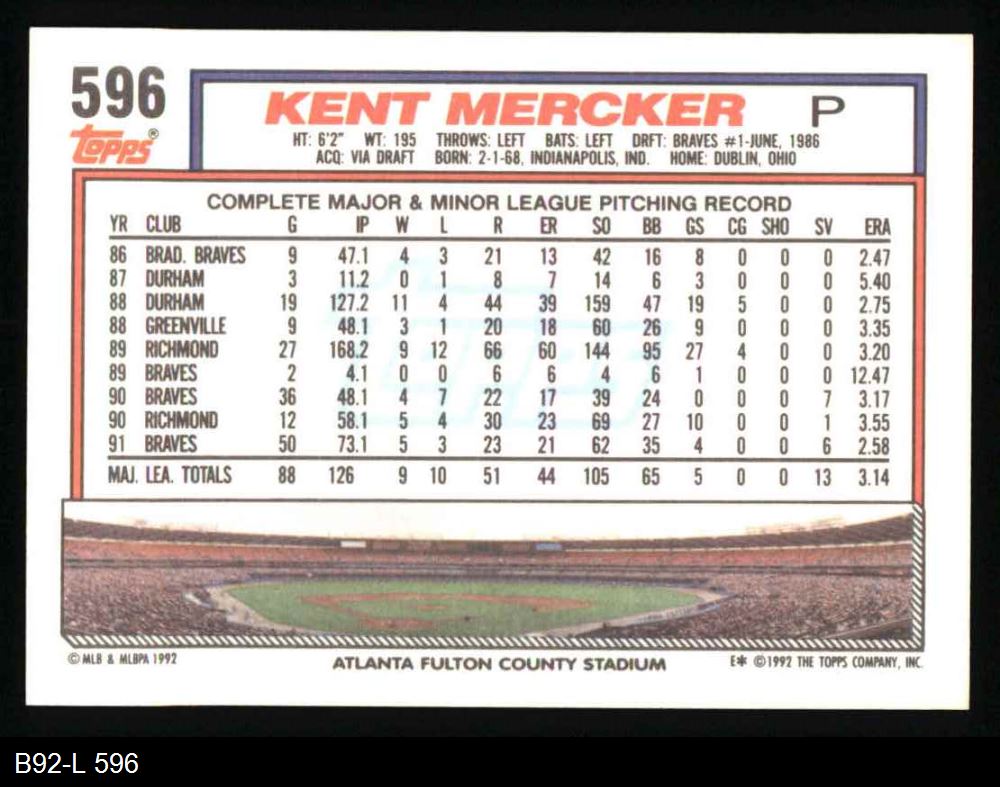 596
Topps®
KENT MERCKER P
HT: 6'2" WT: 195 THROWS: LEFT BATS: LEFT DRFT: BRAVES #1-JUNE, 1986
ACQ: VIA DRAFT BORN: 2-1-68, INDIANAPOLIS, IND. HOME: DUBLIN, OHIO
COMPLETE MAJOR & MINOR LEAGUE PITCHING RECORD
YR CLUB G IP W L R ER SO BB GS CG SHO SV ERA
86 BRAD. BRAVES 9 47.1 4 3 21 13 42 16 8 0 0 0 2.47
87 DURHAM 3 11.2 0 1 8 7 14 6 3 0 0 0 5.40
88 DURHAM 19 127.2 11 4 44 39 159 47 19 5 0 0 2.75
88 GREENVILLE 9 48.1 3 1 20 18 60 26 9 0 0 0 3.35
89 RICHMOND 27 168.2 9 12 66 60 144 95 27 4 0 0 3.20
89 BRAVES 2 4.1 0 0 6 6 4 6 1 0 0 0 12.47
90 BRAVES 36 48.1 4 7 22 17 39 24 0 0 0 7 3.17
90 RICHMOND 12 58.1 5 4 30 23 69 27 10 0 0 1 3.55
91 BRAVES 50 73.1 5 3 23 21 62 35 4 0 0 6 2.58
MAJ. LEA. TOTALS 88 126 9 10 51 44 105 65 5 0 0 13 3.14
Topps
© MLB & MLBPA 1992
ATLANTA FULTON COUNTY STADIUM
E* ©1992 THE TOPPS COMPANY, INC.
B92-L 596